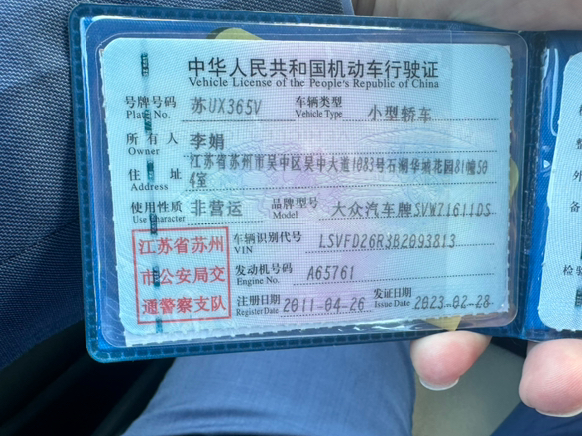 中华人民共和国机动车行驶证
Vehicle License of the People's Republic of China
号牌号码 苏UX365V 车辆类型 小型轿车
Plate No. Vehicle Type
所有人 李娟
Owner
住址 江苏省苏州市吴中区吴中大道1083号石湖华城花园81幢50
Address 4室
使用性质 非营运 品牌型号 大众汽车牌SVW71611DS
Use Character Model
江苏省苏州
市公安局交
通警察支队
车辆识别代号 LSVFD26R3B2093813
VIN
发动机号码 A65761
Engine No.
注册日期 2011-04-26 发证日期 2023-02-28
Register Date Issue Date
备
检验